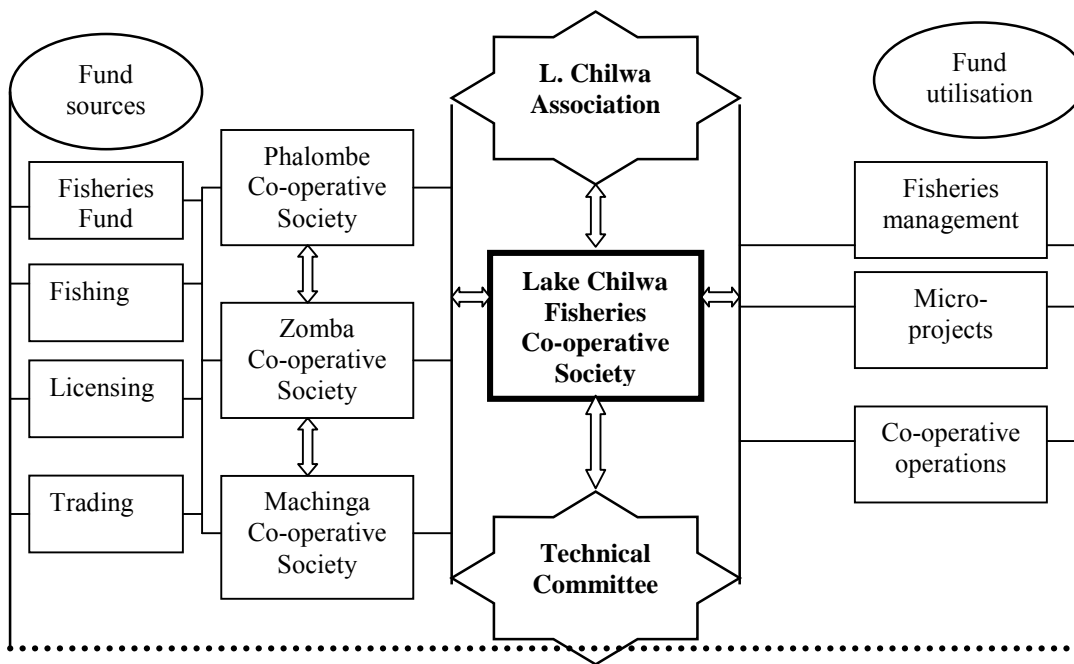 Fund
sources
Fisheries
Fund
Fishing
Licensing
Trading
Phalombe
Co-operative
Society
Zomba
Co-operative
Society
Machinga
Co-operative
Society
L. Chilwa
Association
Lake Chilwa
Fisheries
Co-operative
Society
Technical
Committee
Fund
utilisation
Fisheries
management
Micro-
projects
Co-operative
operations